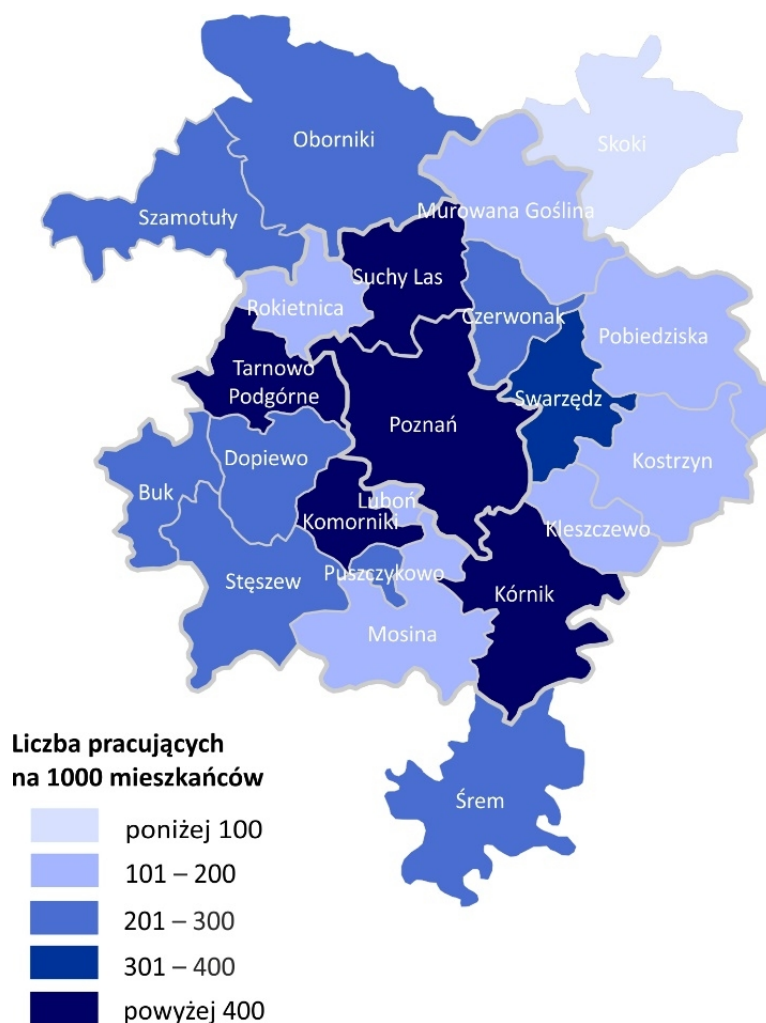 Oborniki
Skoki
Szamotuły
Murowana Goślina
Suchy Las
Rokietnica
Czerwonak
Pobiedziska
Tarnowo
Podgórne
Swarzędz
Poznań
Dopiewo
Kostrzyn
Buk
Luboń
Komorniki
Kleszczewo
Puszczykowo
Stęszew
Kórnik
Mosina
Śrem
Liczba pracujących
na 1000 mieszkańców
poniżej 100
101 – 200
201 – 300
301 – 400
powyżej 400